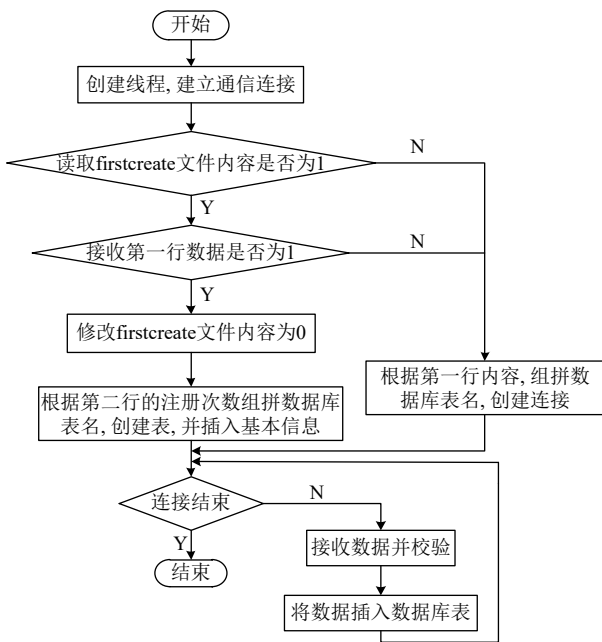 开始
创建线程, 建立通信连接
读取firstcreate文件内容是否为1
N
Y
接收第一行数据是否为1
N
Y
修改firstcreate文件内容为0
根据第一行内容, 组拼数
据库表名, 创建连接
根据第二行的注册次数组拼数据库
表名, 创建表, 并插入基本信息
连接结束
N
Y
接收数据并校验
结束
将数据插入数据库表